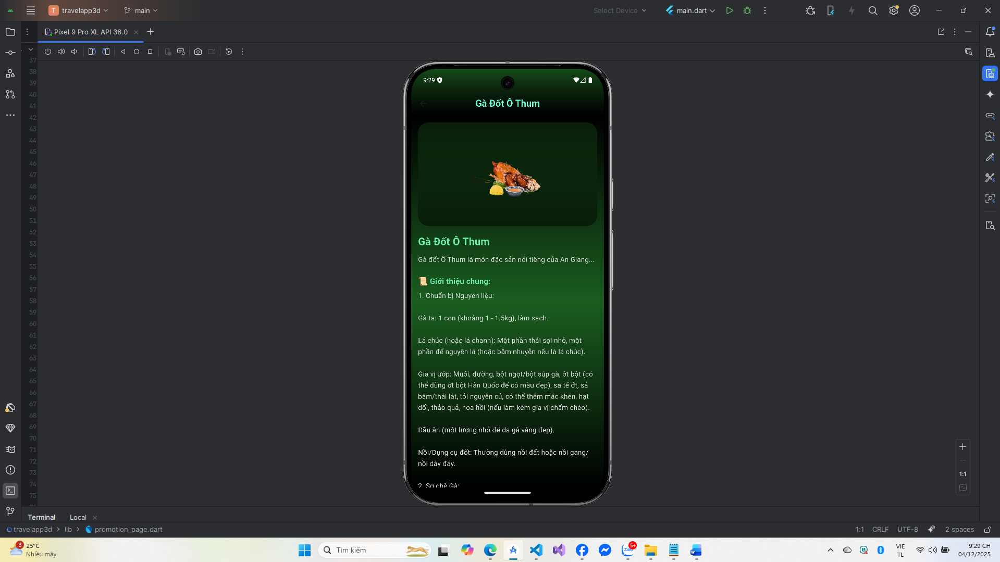 T travelapp3d
main
Select Device
main.dart
Pixel 9 Pro XL API 36.0
37
38
39
40
41
42
43
44
45
46
47
48
49
50
51
52
53
54
55
56
57
58
59
60
61
62
63
64
65
66
67
68
69
70
71
72
73
74
75
9:29
Gà Đốt Ô Thum
Gà Đốt Ô Thum
Gà đốt Ô Thum là món đặc sản nổi tiếng của An Giang...
📜 Giới thiệu chung:
1. Chuẩn bị Nguyên liệu:
Gà ta: 1 con (khoảng 1 - 1.5kg), làm sạch.
Lá chúc (hoặc lá chanh): Một phần thái sợi nhỏ, một
phần để nguyên lá (hoặc băm nhuyễn nếu là lá chúc).
Gia vị ướp: Muối, đường, bột ngọt/bột súp gà, ớt bột (có
thể dùng ớt bột Hàn Quốc để có màu đẹp), sa tế ớt, sả
băm/thái lát, tỏi nguyên củ, có thể thêm mắc khén, hạt
dổi, thảo quả, hoa hồi (nếu làm kèm gia vị chẩm chéo).
Dầu ăn (một lượng nhỏ để da gà vàng đẹp).
Nồi/Dụng cụ đốt: Thường dùng nồi đất hoặc nồi gang/
nồi dày đáy.
2. Sơ chế Gà:
1:1
Terminal
Local
travelapp3d > lib > promotion_page.dart
1:1
CRLF
UTF-8
2 spaces
3
25°C
Nhiều mây
Tìm kiếm
Zalo
5+
VIE
TL
9:29 CH
04/12/2025